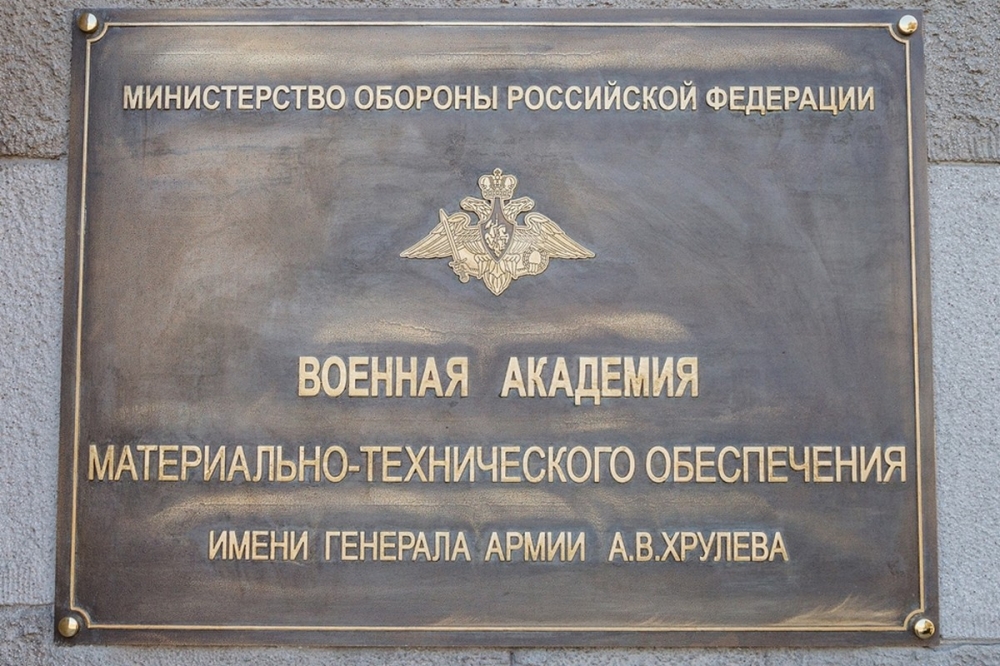 МИНИСТЕРСТВО ОБОРОНЫ РОССИЙСКОЙ ФЕДЕРАЦИИ
ВОЕННАЯ АКАДЕМИЯ
МАТЕРИАЛЬНО-ТЕХНИЧЕСКОГО ОБЕСПЕЧЕНИЯ
ИМЕНИ ГЕНЕРАЛА АРМИИ А.В.ХРУЛЕВА